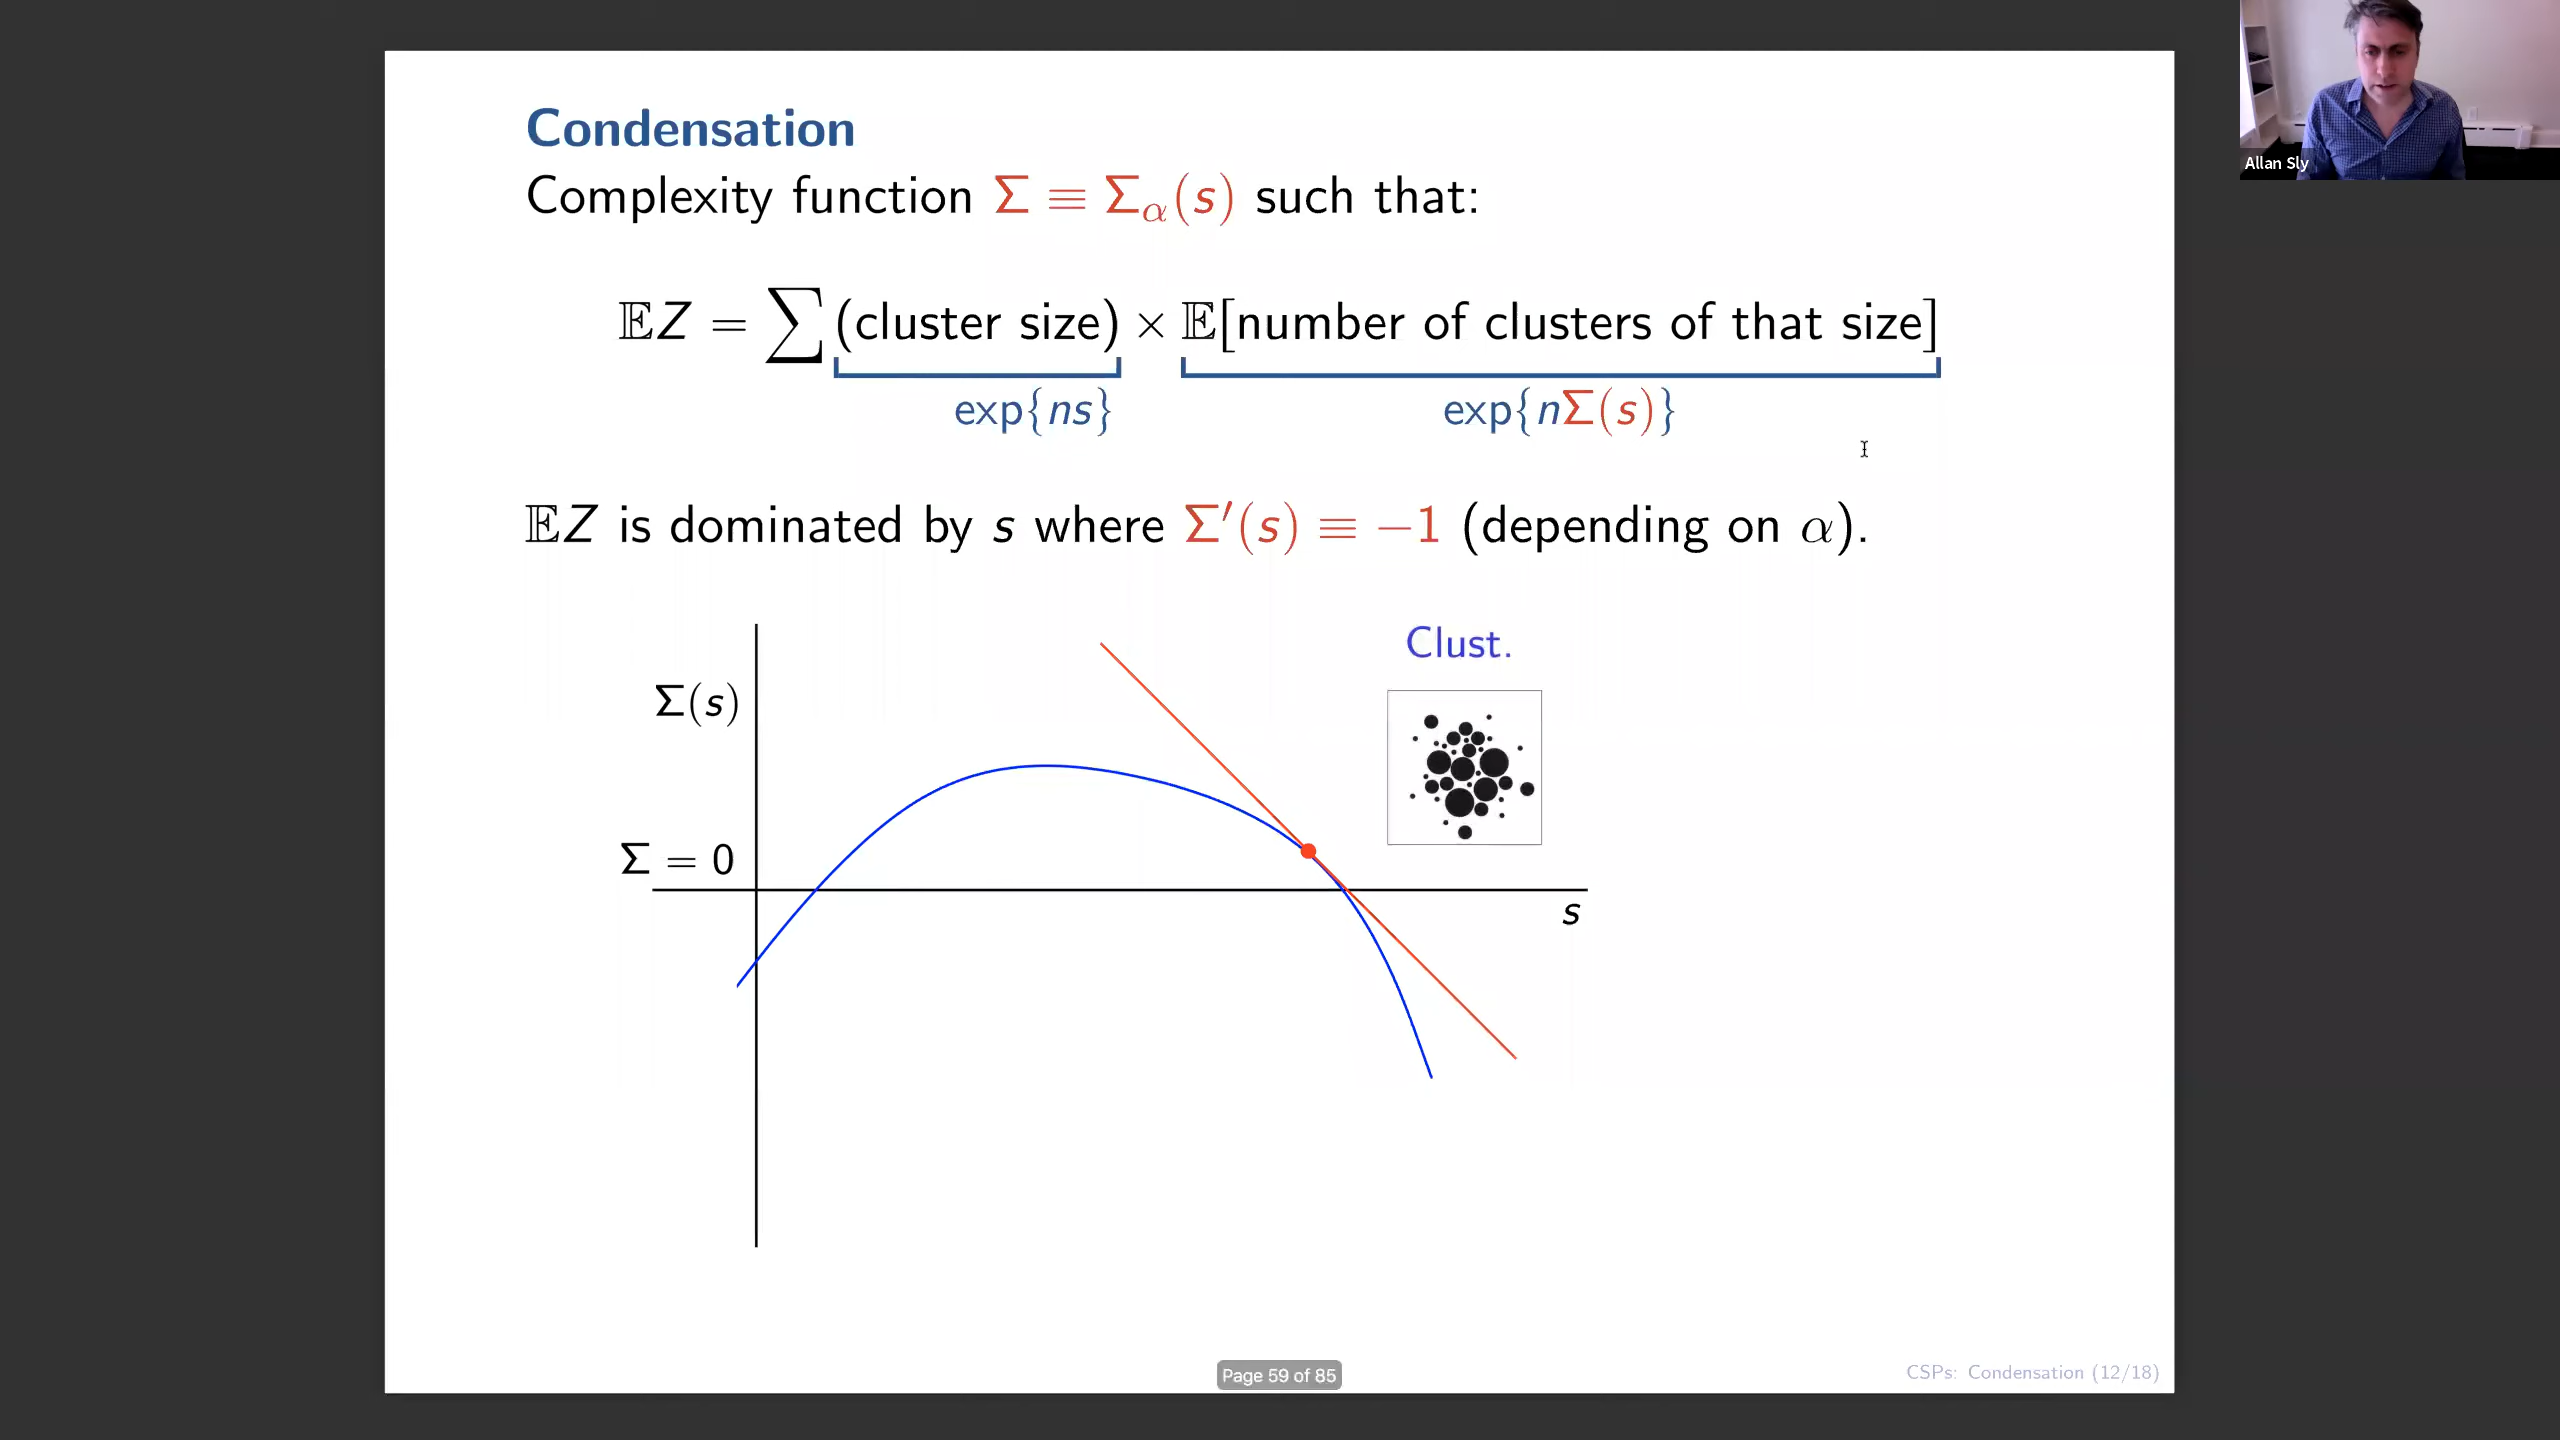 Condensation
Complexity function Σ ≡ Σ_α(s) such that:
𝔼Z = ∑ (cluster size) × 𝔼[number of clusters of that size]
exp{ns} exp{nΣ(s)}
𝔼Z is dominated by s where Σ′(s) ≡ −1 (depending on α).
Clust.
Σ(s)
Σ = 0
s
Page 59 of 85
CSPs: Condensation (12/18)
Allan Sly